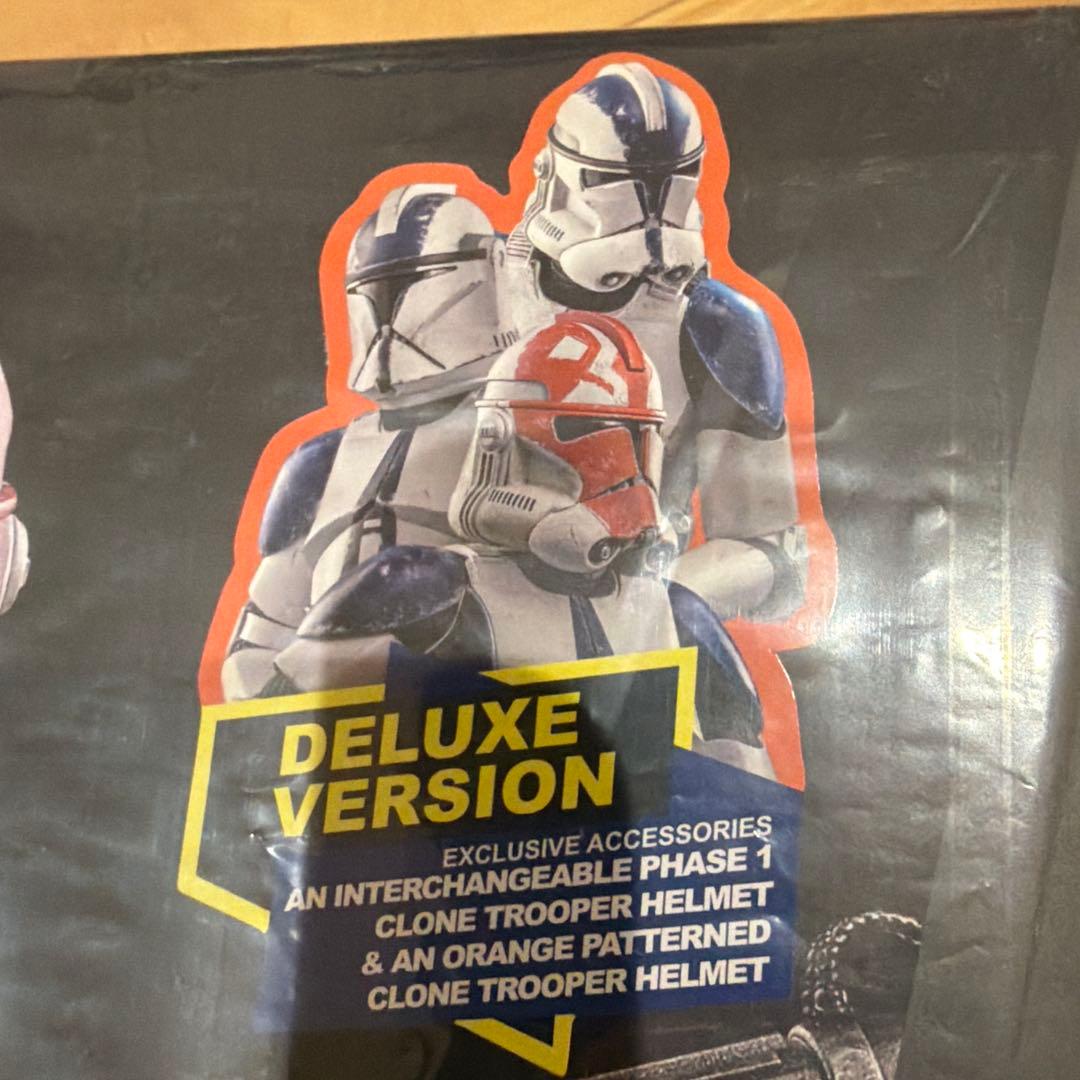 DELUXE
VERSION
EXCLUSIVE ACCESSORIES
AN INTERCHANGEABLE PHASE 1
CLONE TROOPER HELMET
& AN ORANGE PATTERNED
CLONE TROOPER HELMET